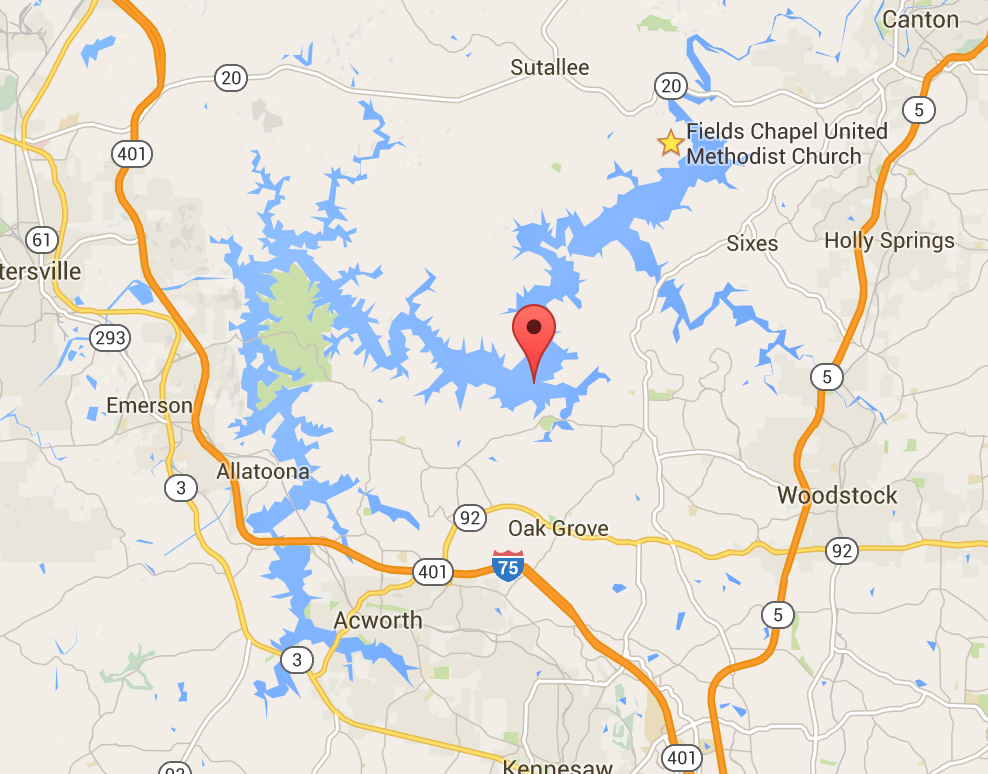 Canton
Sutallee
20
20
5
Fields Chapel United
Methodist Church
401
61
Sixes
Holly Springs
tersville
293
5
Emerson
Allatoona
3
Woodstock
92
Oak Grove
92
401
75
5
Acworth
3
401
Kennesaw
92